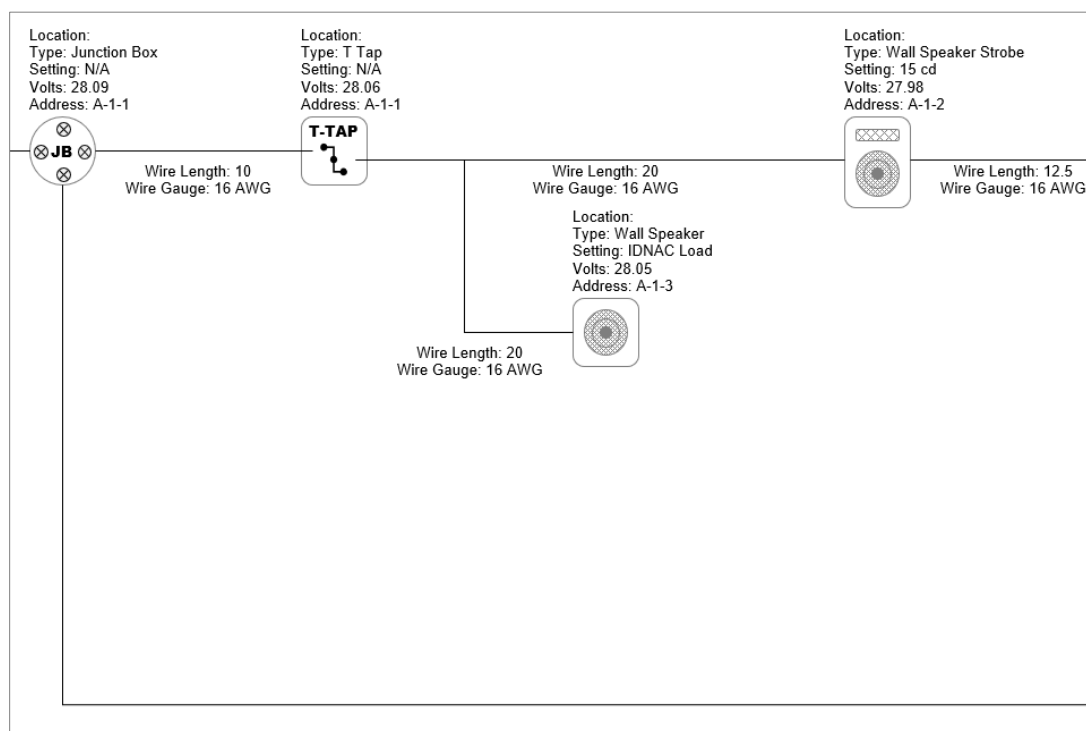 Location:
Type: Junction Box
Setting: N/A
Volts: 28.09
Address: A-1-1
JB
Wire Length: 10
Wire Gauge: 16 AWG
Location:
Type: T Tap
Setting: N/A
Volts: 28.06
Address: A-1-1
T-TAP
Wire Length: 20
Wire Gauge: 16 AWG
Location:
Type: Wall Speaker Strobe
Setting: 15 cd
Volts: 27.98
Address: A-1-2
Wire Length: 12.5
Wire Gauge: 16 AWG
Location:
Type: Wall Speaker
Setting: IDNAC Load
Volts: 28.05
Address: A-1-3
Wire Length: 20
Wire Gauge: 16 AWG